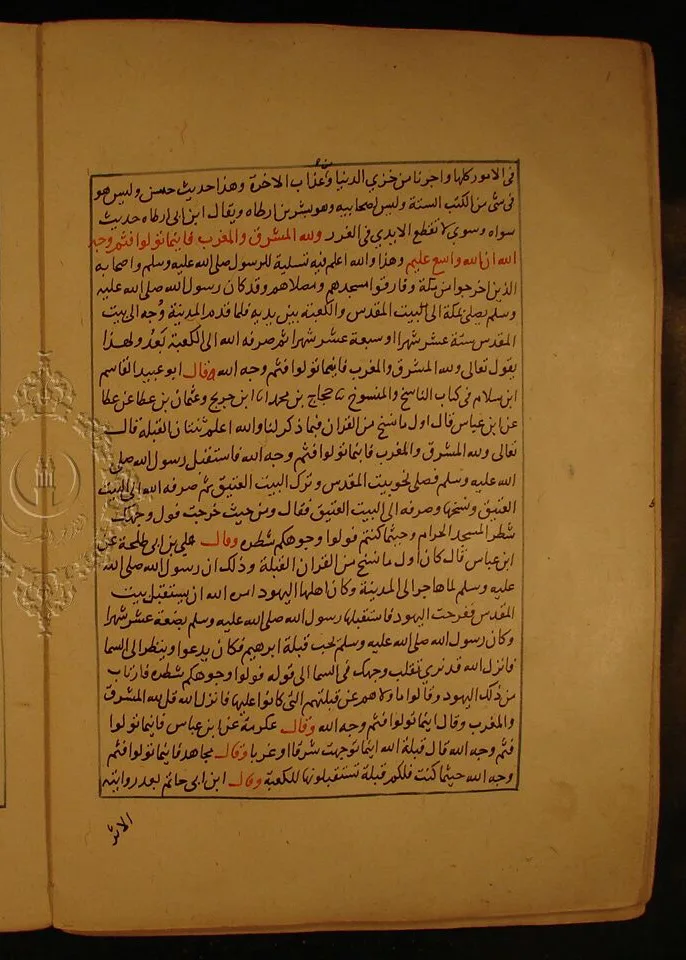 في الامور كلها واجرنا من خزي الدنيا وعذاب الاخرة وهذا حديث حسن وليس هو
في شئ من الكتب الستة وليس لصحابيه وهو بسر بن ارطاه ويقال ابن ابي ارطاه حديث
سواه وسوي لا تقطع الايدي في الغزو ولله المشرق والمغرب فاينما تولوا فثم وجه
الله ان الله واسع عليم وهذا والله اعلم فيه تسلية للرسول صلى الله عليه وسلم واصحابه
الذين اخرجوا من مكة وفارقوا مسجدهم ومصلاهم وقد كان رسول الله صلى الله عليه
وسلم يصلي بمكة الى البيت المقدس والكعبة بين يديه فلما قدم المدينة وُجه الى بيت
المقدس ستة عشر شهرا او سبعة عشر شهرا ثم صرفه الله الى الكعبة بَعْدُ ولهذا
يقول تعالى ولله المشرق والمغرب فاينما تولوا فثم وجه الله وقال ابو عبيد القاسم
ابن سلام في كتاب الناسخ والمنسوخ ثنا حجاج بن محمد انا ابن جريج وعثمان بن عطا عن عطا
عن ابن عباس قال اول ما نسخ من القران فيما ذكر لنا والله اعلم شان القبلة قال
تعالى ولله المشرق والمغرب فاينما تولوا فثم وجه الله فاستقبل رسول الله صلى
الله عليه وسلم فصلى نحو بيت المقدس وترك البيت العتيق ثم صرفه الله الى البيت
العتيق ونسخها وصرفه الى البيت العتيق فقال ومن حيث خرجت فول وجهك
شطر المسجد الحرام وحيثما كنتم فولوا وجوهكم شطره وقال علي بن ابي طلحة عن
ابن عباس قال كان اول ما نسخ من القران القبلة وذلك ان رسول الله صلى الله
عليه وسلم لما هاجر الى المدينة وكان اهلها اليهود امره الله ان يستقبل بيت
المقدس ففرحت اليهود فاستقبلها رسول الله صلى الله عليه وسلم بضعة عشر شهرا
وكان رسول الله صلى الله عليه وسلم يحب قبلة ابرهيم فكان يدعوا وينظر الى السما
فانزل الله قد نري تقلب وجهك في السما الى قوله فولوا وجوهكم شطره فارتاب
من ذلك اليهود وقالوا ما ولاهم عن قبلتهم التي كانوا عليها فانزل الله قل لله المشرق
والمغرب وقال اينما تولوا فثم وجه الله وقال عكرمة عن ابن عباس فاينما تولوا
فثم وجه الله قال قبلة الله اينما توجهت شرقا او غربا وقال مجاهد فاينما تولوا فثم
وجه الله حيثما كنت فلكم قبلة تستقبلونها للكعبة وقال ابن ابي حاتم بعد روايته
الاثر